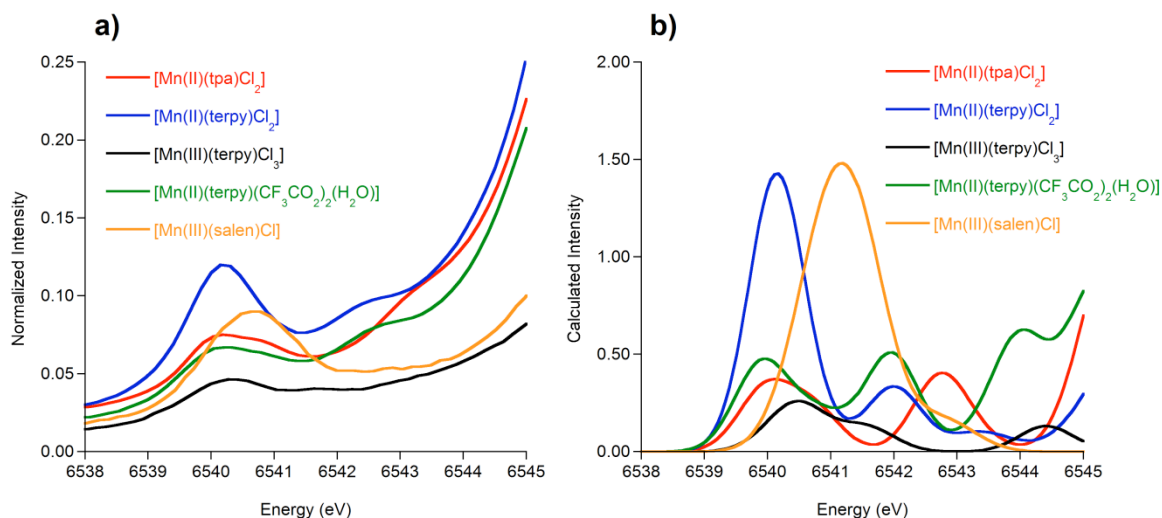 a)
0.25
0.20
0.15
0.10
0.05
0.00
Normalized Intensity
[Mn(II)(tpa)Cl2]
[Mn(II)(terpy)Cl2]
[Mn(III)(terpy)Cl3]
[Mn(II)(terpy)(CF3CO2)2(H2O)]
[Mn(III)(salen)Cl]
6538 6539 6540 6541 6542 6543 6544 6545
Energy (eV)
b)
2.00
1.50
1.00
0.50
0.00
Calculated Intensity
[Mn(II)(tpa)Cl2]
[Mn(II)(terpy)Cl2]
[Mn(III)(terpy)Cl3]
[Mn(II)(terpy)(CF3CO2)2(H2O)]
[Mn(III)(salen)Cl]
6538 6539 6540 6541 6542 6543 6544 6545
Energy (eV)